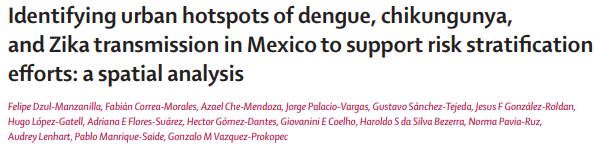 Identifying urban hotspots of dengue, chikungunya,
and Zika transmission in Mexico to support risk stratification
efforts: a spatial analysis
Felipe Dzul-Manzanilla, Fabián Correa-Morales, Azael Che-Mendoza, Jorge Palacio-Vargas, Gustavo Sánchez-Tejeda, Jesus F González-Roldan,
Hugo López-Gatell, Adriana E Flores-Suárez, Hector Gómez-Dantes, Giovanini E Coelho, Haroldo S da Silva Bezerra, Norma Pavia-Ruz,
Audrey Lenhart, Pablo Manrique-Saide, Gonzalo M Vazquez-Prokopec